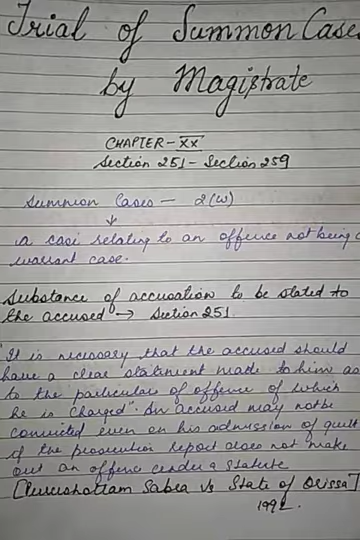 Trial of Summon Cases
by Magistrate
CHAPTER - XX
Section 251 - Section 259
Summon Cases — 2(w)
↓
a case relating to an offence not being a
warrant case.
Substance of accusation to be stated to
the accused → Section 251
"It is necessary that the accused should
have a clear statement made to him as
to the particular of offence of which
he is charged". An accused may not be
convicted even on his admission of guilt
if the prosecution report does not make
out an offence under a statute
[Purushottam Sabra vs State of Orissa]
1992.